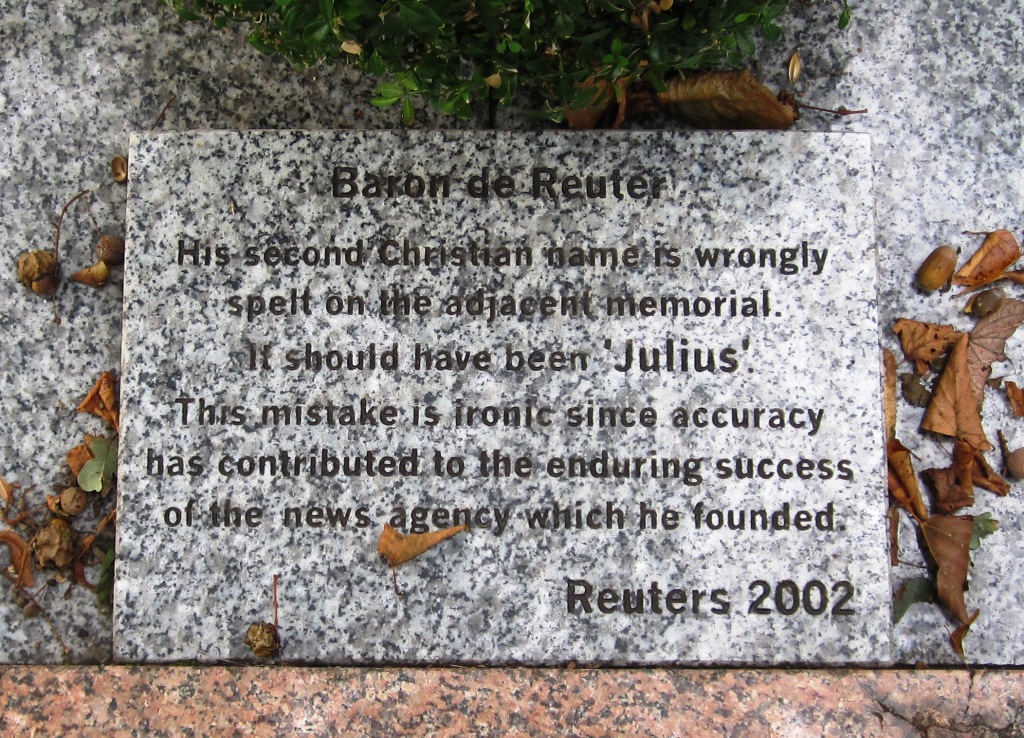 Baron de Reuter
His second Christian name is wrongly
spelt on the adjacent memorial.
It should have been 'Julius'.
This mistake is ironic since accuracy
has contributed to the enduring success
of the news agency which he founded.
Reuters 2002